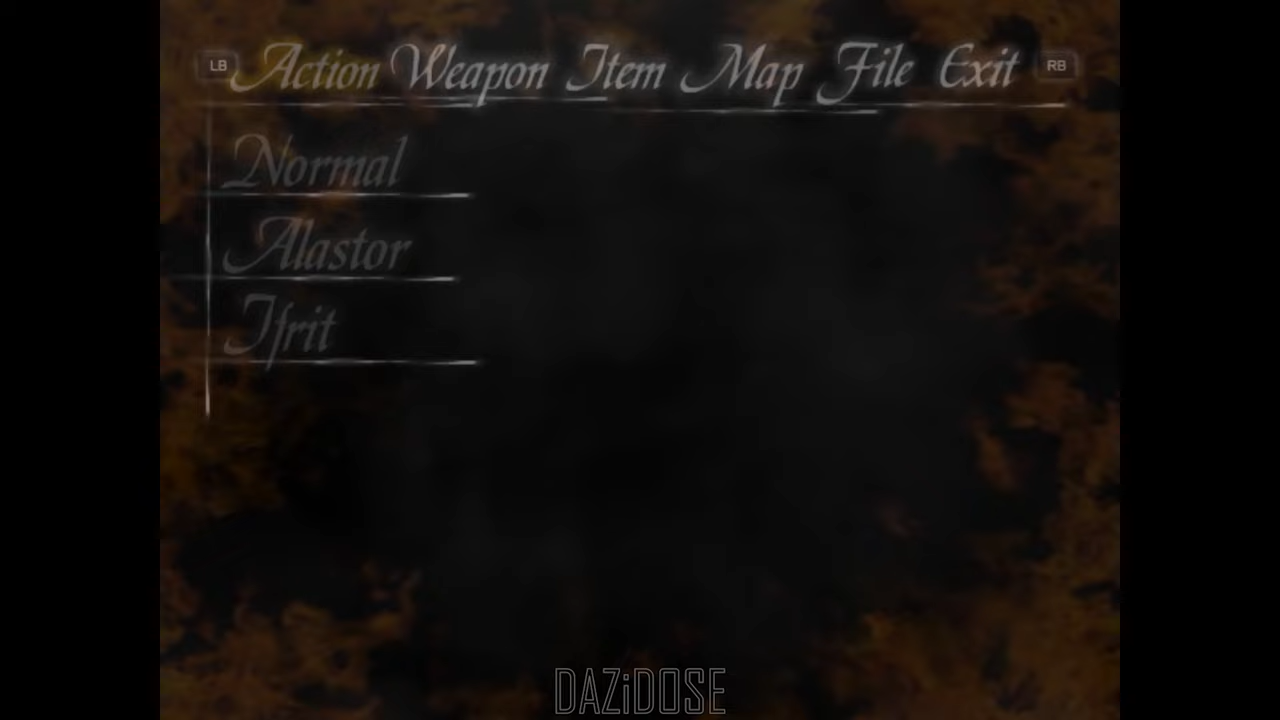 LB Action Weapon Item Map File Exit RB
Normal
Alastor
Ifrit
DAZiDOSE